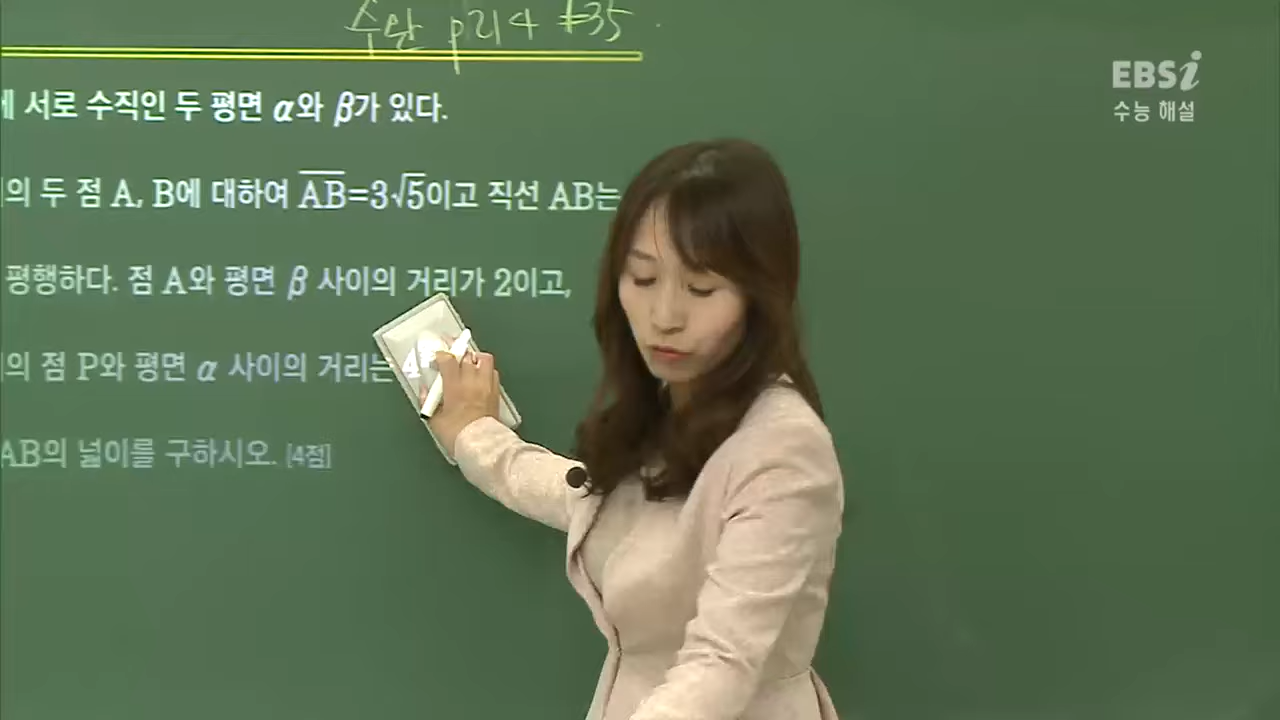 수완 p214 #35.
EBSi
수능 해설
에 서로 수직인 두 평면 α와 β가 있다.
의 두 점 A, B에 대하여 AB=3√5이고 직선 AB는
평행하다. 점 A와 평면 β 사이의 거리가 2이고,
의 점 P와 평면 α 사이의 거리는 4
AB의 넓이를 구하시오. [4점]